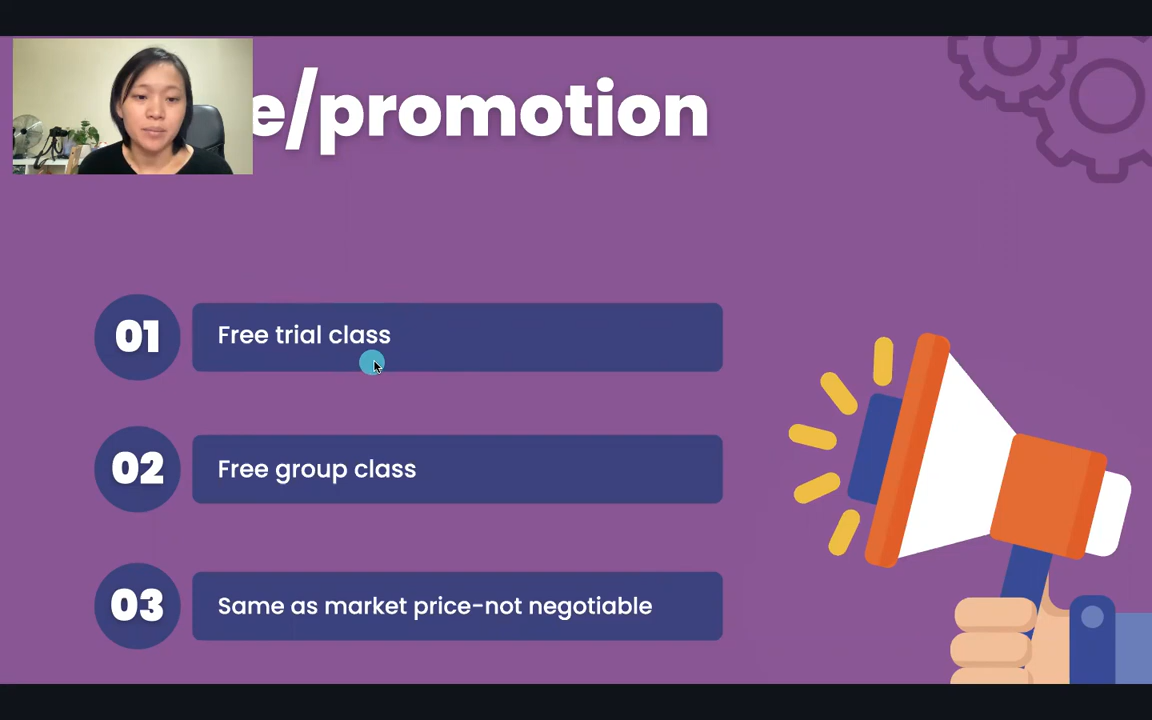 e/promotion
01
Free trial class
02
Free group class
03
Same as market price-not negotiable